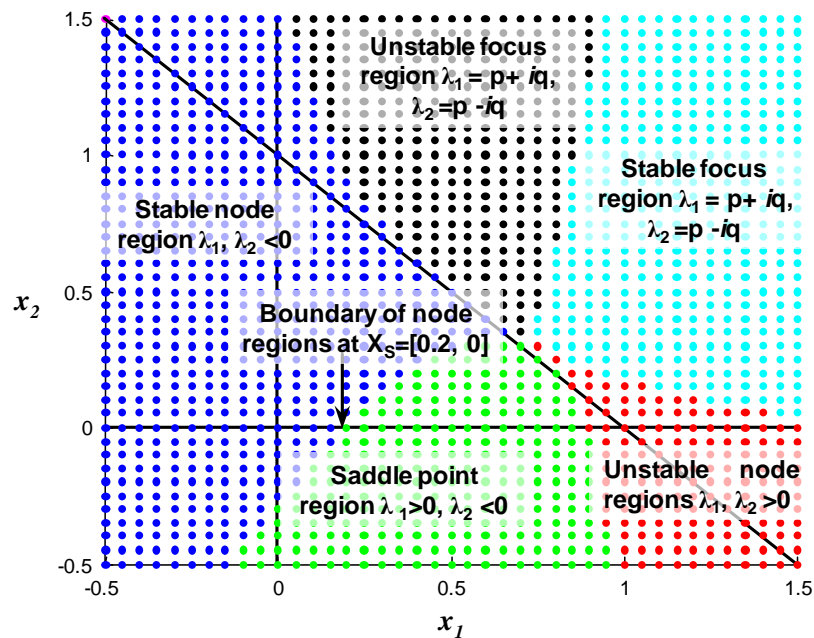 1.5
Unstable focus
region λ1 = p+ iq,
λ2 =p -iq
1
Stable focus
region λ1 = p+ iq,
λ2 =p -iq
Stable node
region λ1, λ2 <0
x2
0.5
Boundary of node
regions at XS=[0.2, 0]
0
Saddle point
region λ 1>0, λ2 <0
Unstable node
regions λ1, λ2 >0
-0.5
-0.5 0 0.5 1 1.5
x1